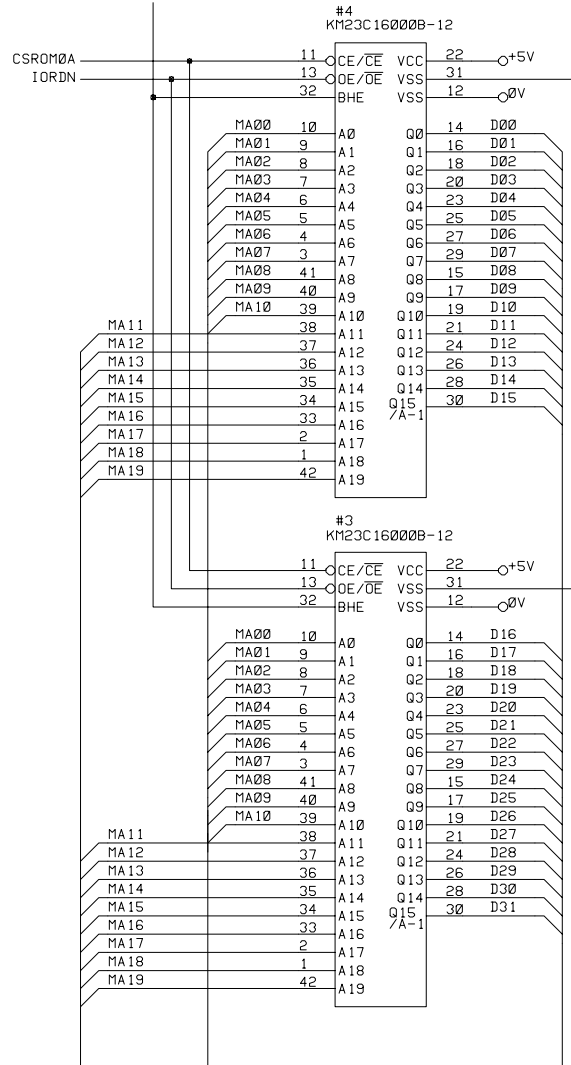 #4
KM23C16000B-12
CSROM0A 11 CE/CE VCC 22 +5V
IORDN 13 OE/OE VSS 31
32 BHE VSS 12 0V
MA00 10 A0 Q0 14 D00
MA01 9 A1 Q1 16 D01
MA02 8 A2 Q2 18 D02
MA03 7 A3 Q3 20 D03
MA04 6 A4 Q4 23 D04
MA05 5 A5 Q5 25 D05
MA06 4 A6 Q6 27 D06
MA07 3 A7 Q7 29 D07
MA08 41 A8 Q8 15 D08
MA09 40 A9 Q9 17 D09
MA10 39 A10 Q10 19 D10
MA11 38 A11 Q11 21 D11
MA12 37 A12 Q12 24 D12
MA13 36 A13 Q13 26 D13
MA14 35 A14 Q14 28 D14
MA15 34 A15 Q15 30 D15
/A-1
MA16 33 A16
MA17 2 A17
MA18 1 A18
MA19 42 A19
#3
KM23C16000B-12
11 CE/CE VCC 22 +5V
13 OE/OE VSS 31
32 BHE VSS 12 0V
MA00 10 A0 Q0 14 D16
MA01 9 A1 Q1 16 D17
MA02 8 A2 Q2 18 D18
MA03 7 A3 Q3 20 D19
MA04 6 A4 Q4 23 D20
MA05 5 A5 Q5 25 D21
MA06 4 A6 Q6 27 D22
MA07 3 A7 Q7 29 D23
MA08 41 A8 Q8 15 D24
MA09 40 A9 Q9 17 D25
MA10 39 A10 Q10 19 D26
MA11 38 A11 Q11 21 D27
MA12 37 A12 Q12 24 D28
MA13 36 A13 Q13 26 D29
MA14 35 A14 Q14 28 D30
MA15 34 A15 Q15 30 D31
/A-1
MA16 33 A16
MA17 2 A17
MA18 1 A18
MA19 42 A19